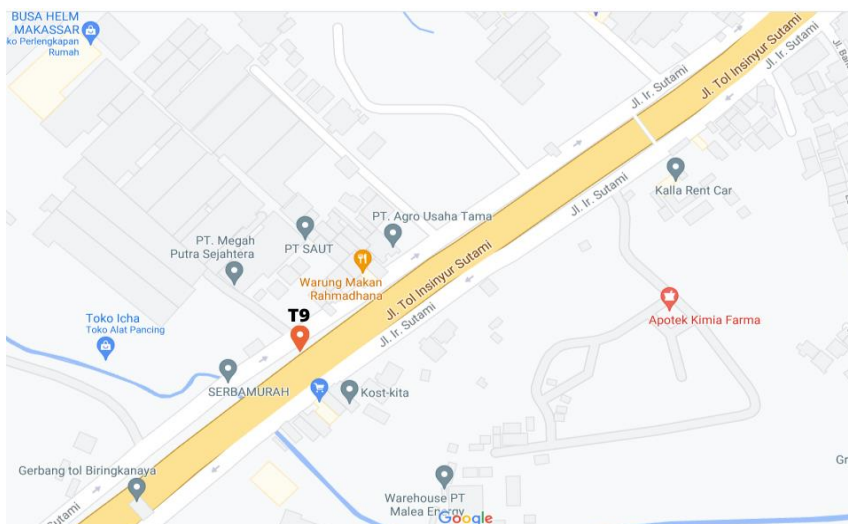 BUSA HELM
MAKASSAR
ko Perlengkapan
Rumah
Jl. Ir. Sutami
Jl. Tol Insinyur Sutami
Jl. Ir. Sutami
Kalla Rent Car
Jl. Ir. Sutami
PT. Agro Usaha Tama
PT SAUT
PT. Megah
Putra Sejahtera
Warung Makan
Rahmadhana
Jl. Tol Insinyur Sutami
Jl. Ir. Sutami
T9
Toko Icha
Toko Alat Pancing
Apotek Kimia Farma
SERBAMURAH
Kost-kita
Gerbang tol Biringkanaya
Gr
Warehouse PT
Malea Energy
Google
Sutami